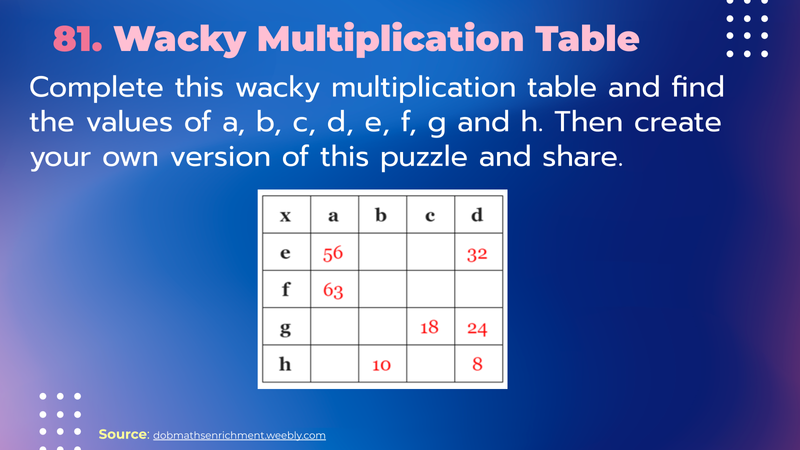 81. Wacky Multiplication Table
Complete this wacky multiplication table and find
the values of a, b, c, d, e, f, g and h. Then create
your own version of this puzzle and share.
x a b c d
e 56 32
f 63
g 18 24
h 10 8
Source: dobmathsenrichment.weebly.com